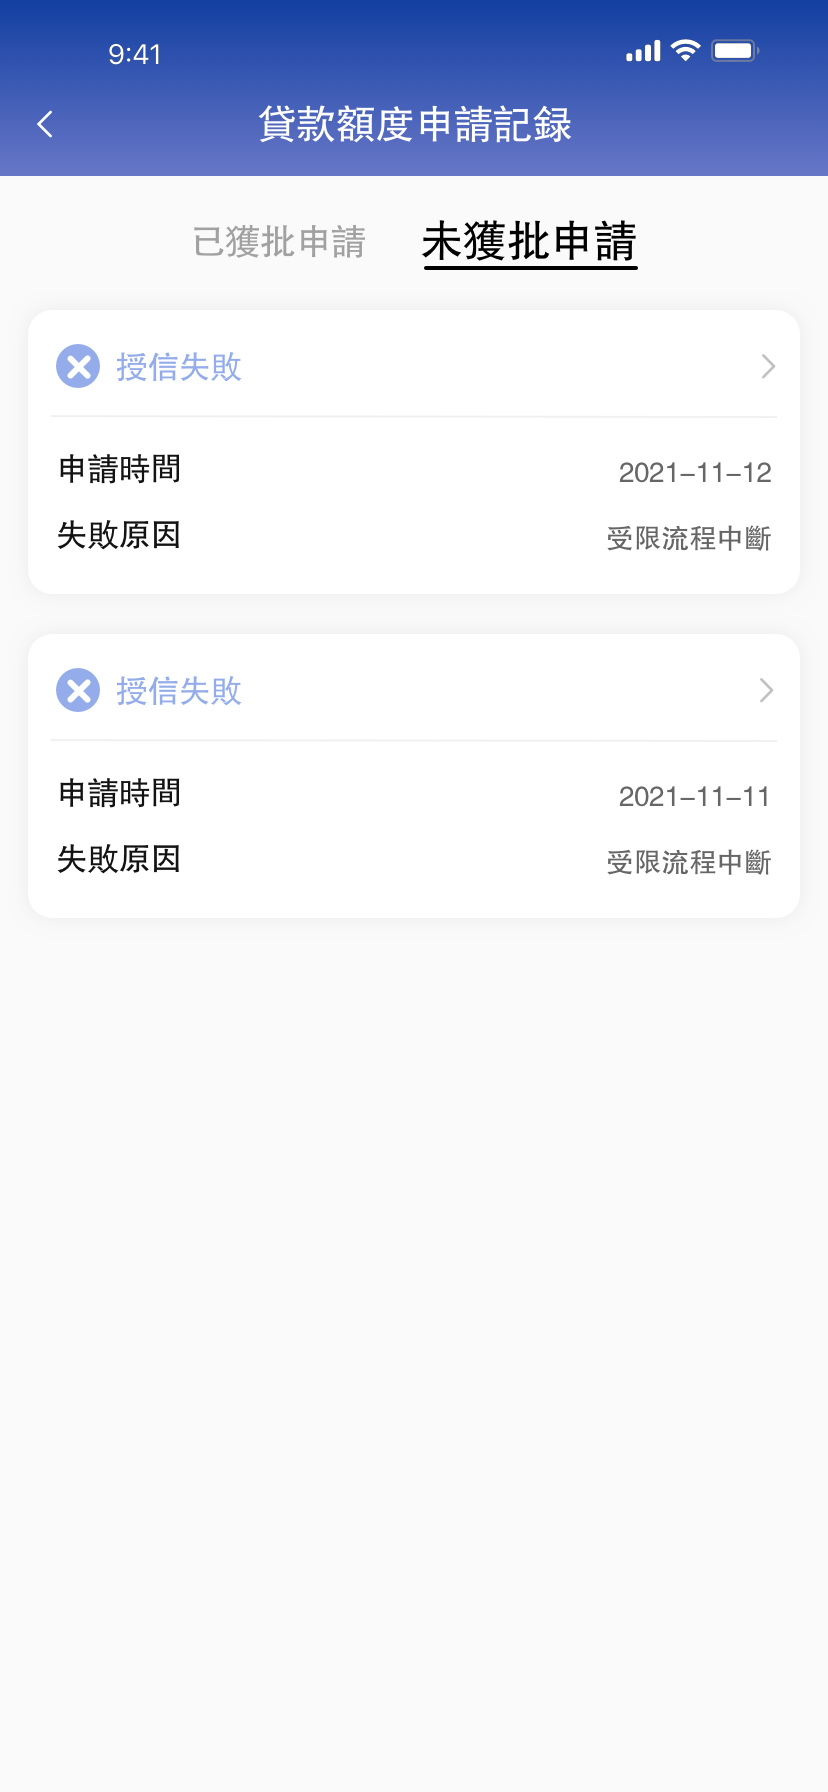 9:41
貸款額度申請記録
已獲批申請 未獲批申請
授信失敗
申請時間 2021-11-12
失敗原因 受限流程中斷
授信失敗
申請時間 2021-11-11
失敗原因 受限流程中斷